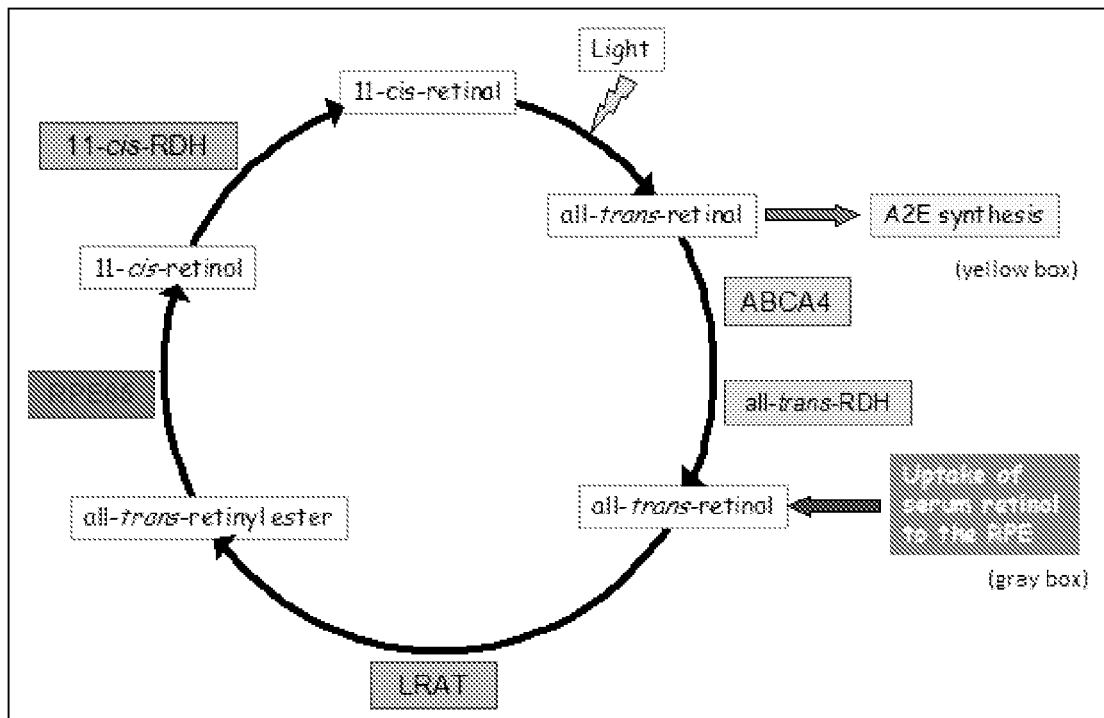 Light
11-cis-retinal
11-cis-RDH
all-trans-retinal
A2E synthesis
(yellow box)
11-cis-retinol
ABCA4
all-trans-RDH
Uptake of
serum retinol
to the RPE
all-trans-retinyl ester
all-trans-retinol
(gray box)
LRAT